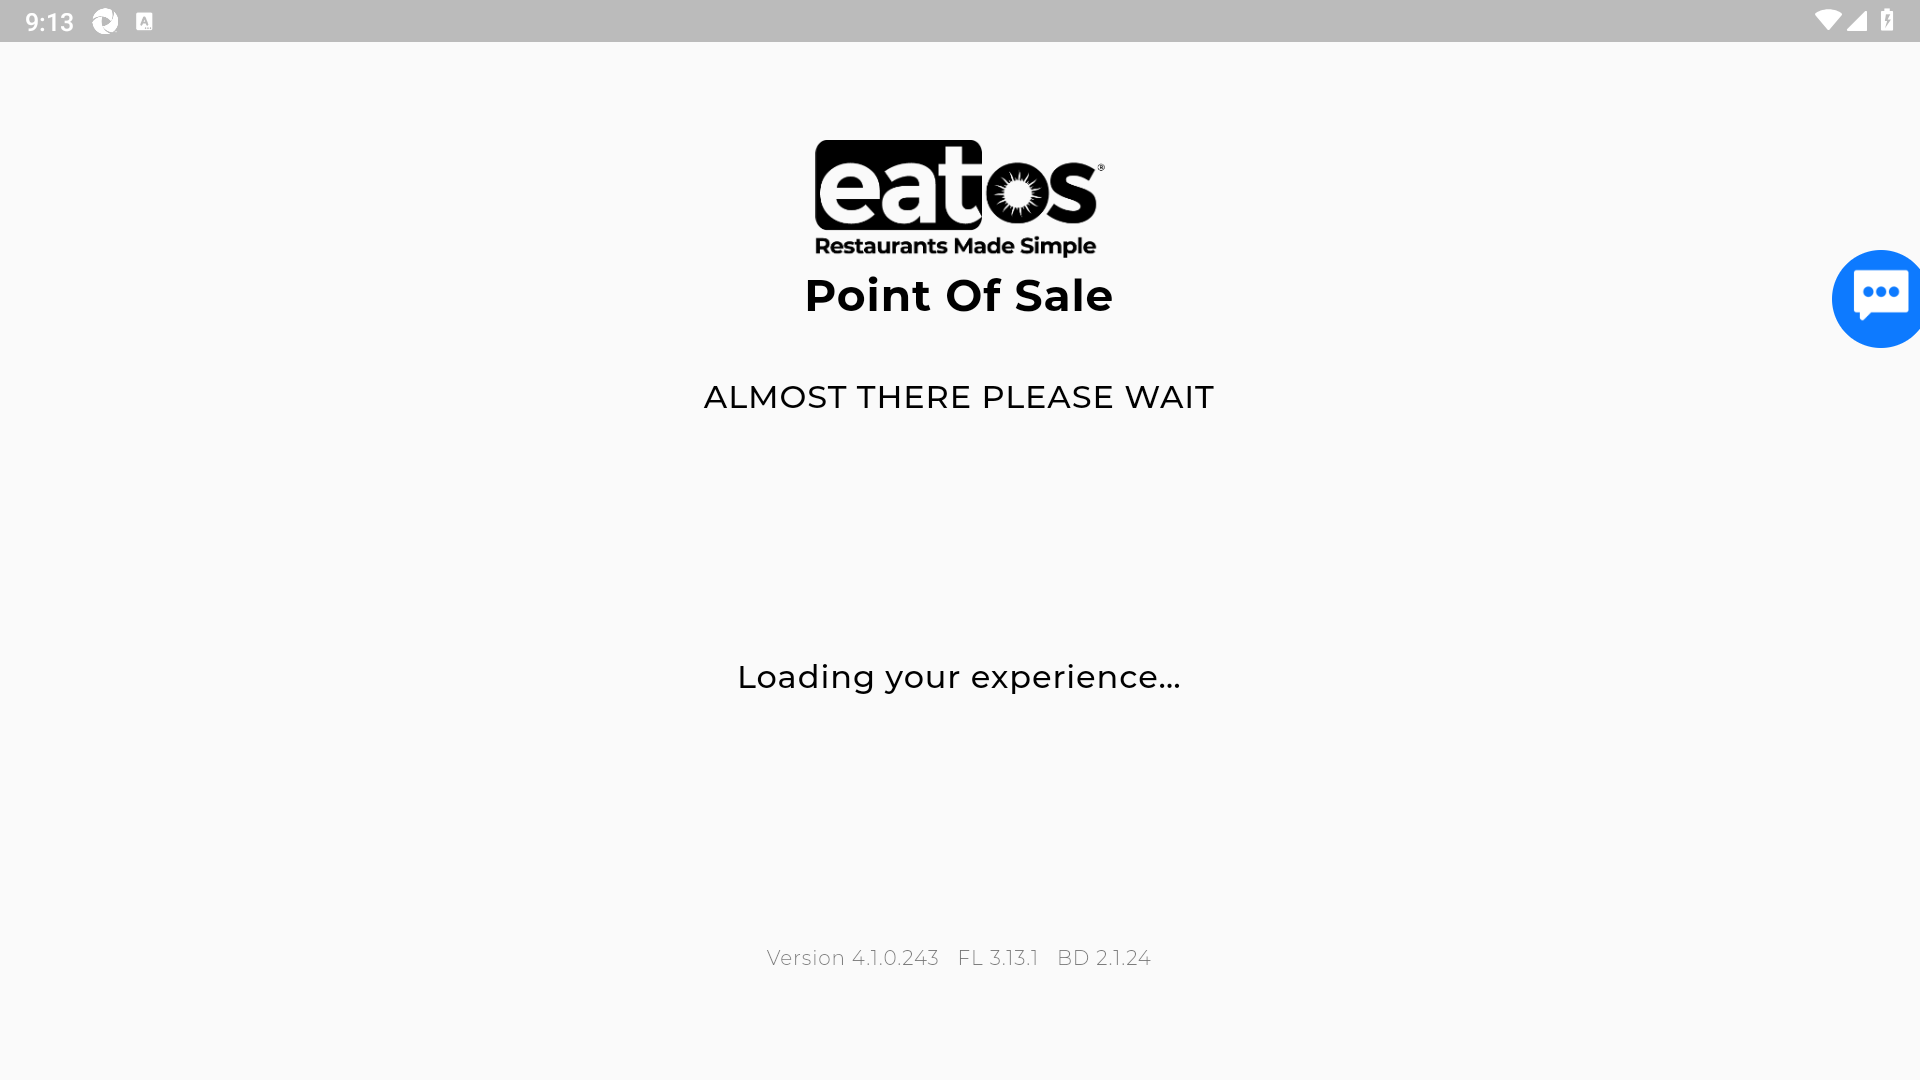 9:13
eatos®
Restaurants Made Simple
Point Of Sale
ALMOST THERE PLEASE WAIT
Loading your experience...
Version 4.1.0.243 FL 3.13.1 BD 2.1.24